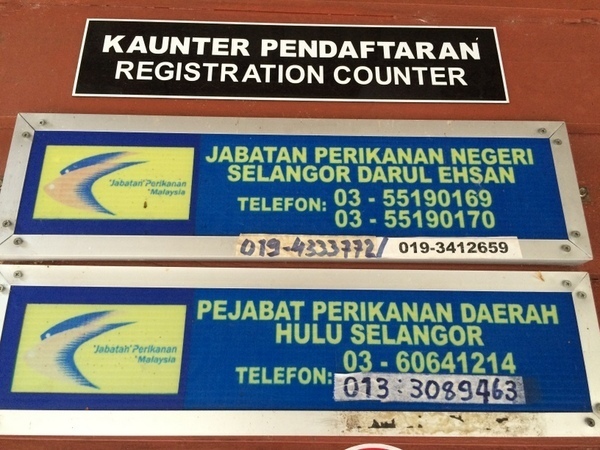 KAUNTER PENDAFTARAN
REGISTRATION COUNTER
Jabatan Perikanan
Malaysia
JABATAN PERIKANAN NEGERI
SELANGOR DARUL EHSAN
TELEFON: 03 - 55190169
03 - 55190170
019-4333772/ 019-3412659
"Jabatan" Perikanan
Malaysia
PEJABAT PERIKANAN DAERAH
HULU SELANGOR
TELEFON: 03 - 60641214
013-3089463